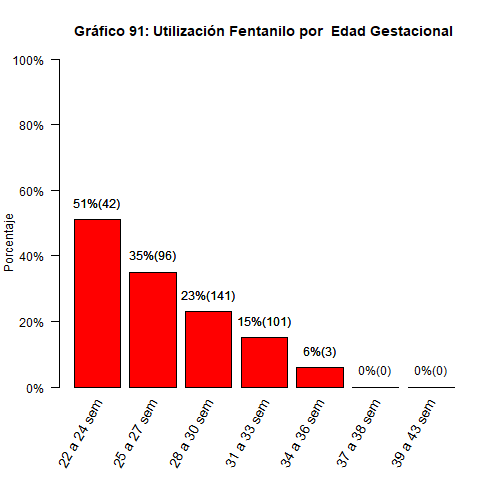 Gráfico 91: Utilización Fentanilo por  Edad Gestacional
Porcentaje
100%
80%
60%
40%
20%
0%
51%(42)
35%(96)
23%(141)
15%(101)
6%(3)
0%(0)
0%(0)
22 a 24 sem
25 a 27 sem
28 a 30 sem
31 a 33 sem
34 a 36 sem
37 a 38 sem
39 a 43 sem